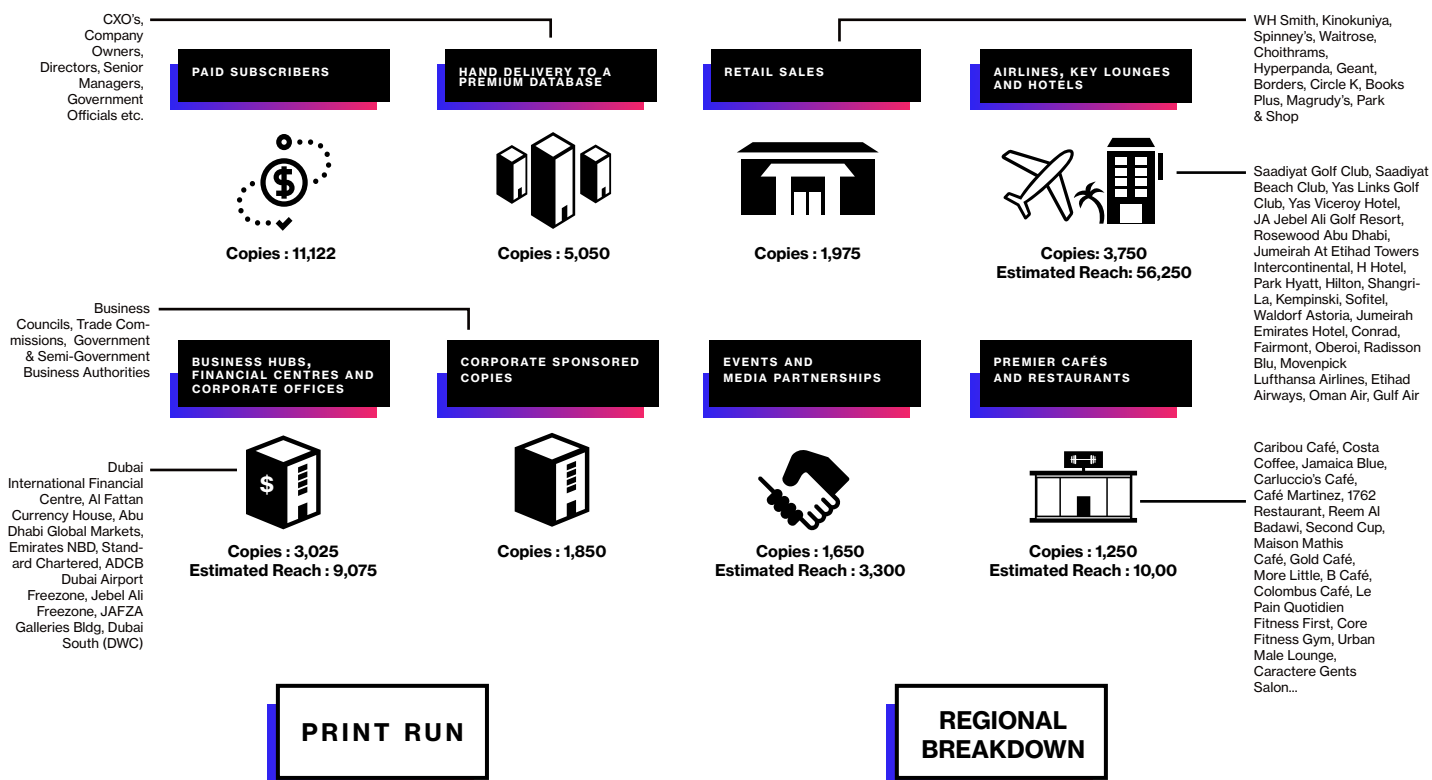 CXO's,
Company
Owners,
Directors, Senior
Managers,
Government
Officials etc.
PAID SUBSCRIBERS
HAND DELIVERY TO A
PREMIUM DATABASE
RETAIL SALES
AIRLINES, KEY LOUNGES
AND HOTELS
WH Smith, Kinokuniya,
Spinney's, Waitrose,
Choithrams,
Hyperpanda, Geant,
Borders, Circle K, Books
Plus, Magrudy's, Park
& Shop
$
Copies : 11,122
Copies : 5,050
Copies : 1,975
Copies: 3,750
Estimated Reach: 56,250
Saadiyat Golf Club, Saadiyat
Beach Club, Yas Links Golf
Club, Yas Viceroy Hotel,
JA Jebel Ali Golf Resort,
Rosewood Abu Dhabi,
Jumeirah At Etihad Towers
Intercontinental, H Hotel,
Park Hyatt, Hilton, Shangri-
La, Kempinski, Sofitel,
Waldorf Astoria, Jumeirah
Emirates Hotel, Conrad,
Fairmont, Oberoi, Radisson
Blu, Movenpick
Lufthansa Airlines, Etihad
Airways, Oman Air, Gulf Air
Business
Councils, Trade Com-
missions, Government
& Semi-Government
Business Authorities
BUSINESS HUBS,
FINANCIAL CENTRES AND
CORPORATE OFFICES
CORPORATE SPONSORED
COPIES
EVENTS AND
MEDIA PARTNERSHIPS
PREMIER CAFÉS
AND RESTAURANTS
Dubai
International Financial
Centre, Al Fattan
Currency House, Abu
Dhabi Global Markets,
Emirates NBD, Stand-
ard Chartered, ADCB
Dubai Airport
Freezone, Jebel Ali
Freezone, JAFZA
Galleries Bldg, Dubai
South (DWC)
$
Copies : 3,025
Estimated Reach : 9,075
Copies : 1,850
Copies : 1,650
Estimated Reach : 3,300
Copies : 1,250
Estimated Reach : 10,00
Caribou Café, Costa
Coffee, Jamaica Blue,
Carluccio's Café,
Café Martinez, 1762
Restaurant, Reem Al
Badawi, Second Cup,
Maison Mathis
Café, Gold Café,
More Little, B Café,
Colombus Café, Le
Pain Quotidien
Fitness First, Core
Fitness Gym, Urban
Male Lounge,
Caractere Gents
Salon...
PRINT RUN
REGIONAL
BREAKDOWN